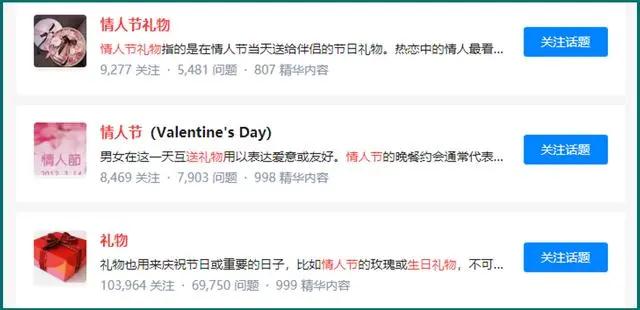 情人节礼物
情人节礼物指的是在情人节当天送给伴侣的节日礼物。热恋中的情人最看...
关注话题
9,277 关注 · 5,481 问题 · 807 精华内容
情人节（Valentine's Day）
男女在这一天互送礼物用以表达爱意或友好。情人节的晚餐约会通常代表...
关注话题
情人節
2012 3 14
8,469 关注 · 7,903 问题 · 998 精华内容
礼物
礼物也用来庆祝节日或重要的日子，比如情人节的玫瑰或生日礼物，不可...
关注话题
103,964 关注 · 69,750 问题 · 999 精华内容